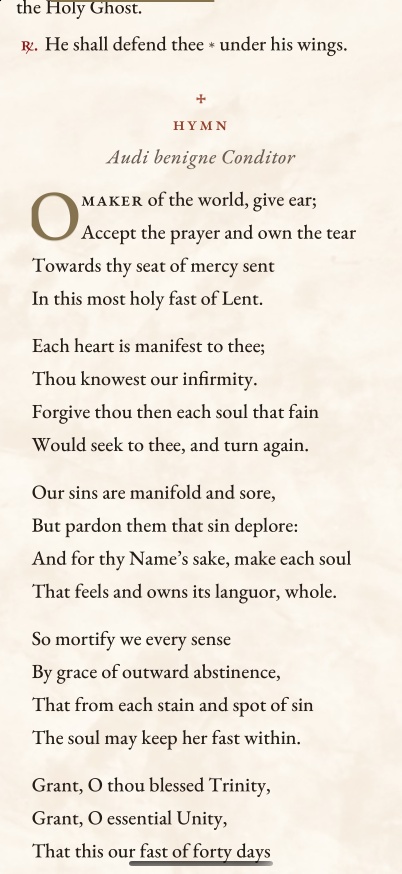 the Holy Ghost.
℟. He shall defend thee * under his wings.
✢
HYMN
Audi benigne Conditor
O MAKER of the world, give ear;
Accept the prayer and own the tear
Towards thy seat of mercy sent
In this most holy fast of Lent.
Each heart is manifest to thee;
Thou knowest our infirmity.
Forgive thou then each soul that fain
Would seek to thee, and turn again.
Our sins are manifold and sore,
But pardon them that sin deplore:
And for thy Name’s sake, make each soul
That feels and owns its languor, whole.
So mortify we every sense
By grace of outward abstinence,
That from each stain and spot of sin
The soul may keep her fast within.
Grant, O thou blessed Trinity,
Grant, O essential Unity,
That this our fast of forty days